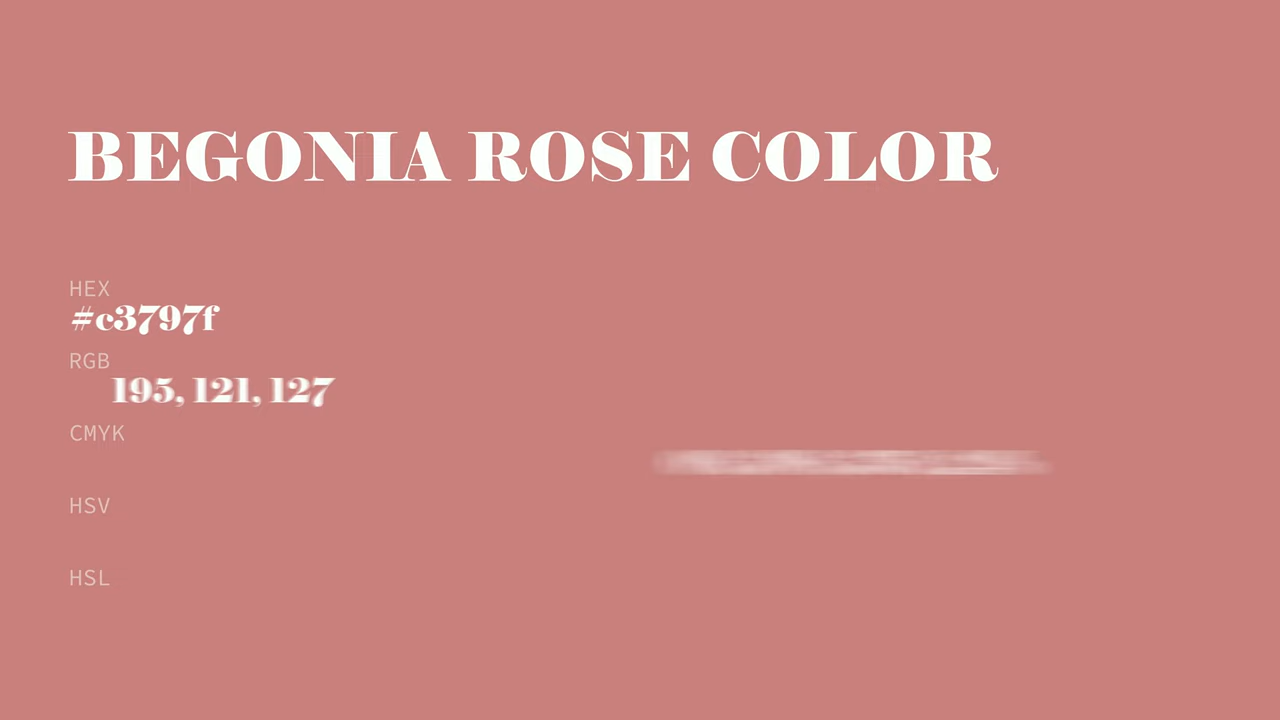 BEGONIA ROSE COLOR
HEX
#c3797f
RGB
195, 121, 127
CMYK
HSV
HSL